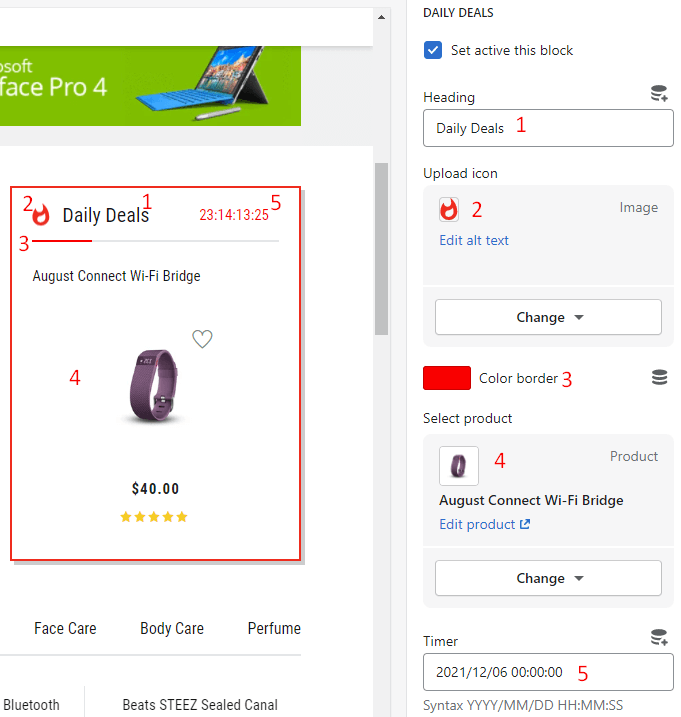 DAILY DEALS
Set active this block
osoft
face Pro 4
Heading
Daily Deals 1
Upload icon
2 Image
Edit alt text
Change
Color border 3
Select product
4 Product
August Connect Wi-Fi Bridge
Edit product
Change
Timer
2021/12/06 00:00:00 5
Syntax YYYY/MM/DD HH:MM:SS
2 Daily Deals 1 23:14:13:25 5
3
August Connect Wi-Fi Bridge
4
$40.00
Face Care Body Care Perfume
Bluetooth Beats STEEZ Sealed Canal